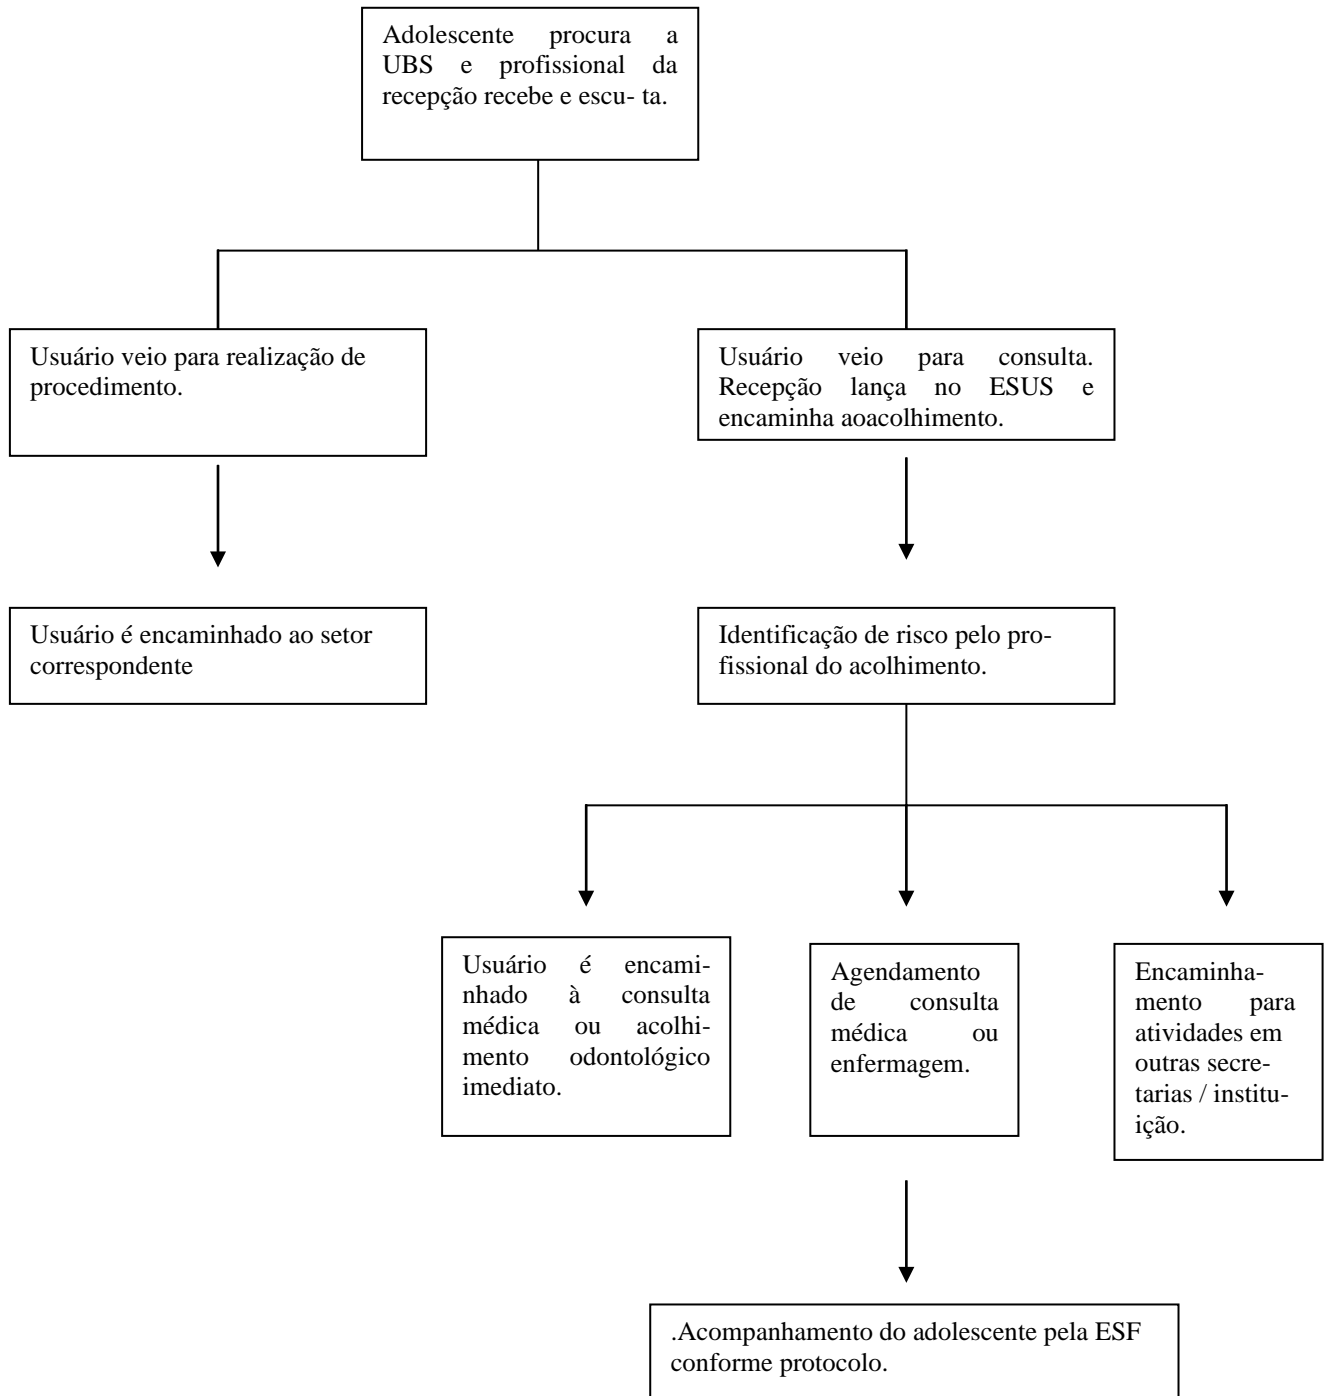 Adolescente procura a
UBS e profissional da
recepção recebe e escu- ta.
Usuário veio para realização de
procedimento.
Usuário veio para consulta.
Recepção lança no ESUS e
encaminha aoacolhimento.
Usuário é encaminhado ao setor
correspondente
Identificação de risco pelo pro-
fissional do acolhimento.
Usuário é encami-
nhado à consulta
médica ou acolhi-
mento odontológico
imediato.
Agendamento
de consulta
médica ou
enfermagem.
Encaminha-
mento para
atividades em
outras secre-
tarias / institu-
ição.
.Acompanhamento do adolescente pela ESF
conforme protocolo.